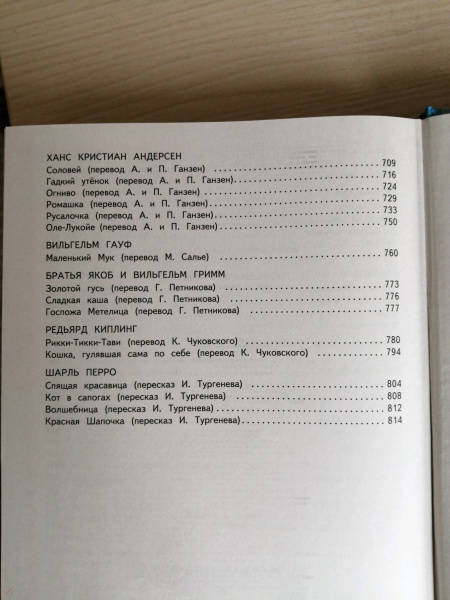 ХАНС КРИСТИАН АНДЕРСЕН
Соловей (перевод А. и П. Ганзен) 709
Гадкий утёнок (перевод А. и П. Ганзен) 716
Огниво (перевод А. и П. Ганзен) 724
Ромашка (перевод А. и П. Ганзен) 729
Русалочка (перевод А. и П. Ганзен) 733
Оле-Лукойе (перевод А. и П. Ганзен) 750
ВИЛЬГЕЛЬМ ГАУФ
Маленький Мук (перевод М. Салье) 760
БРАТЬЯ ЯКОБ И ВИЛЬГЕЛЬМ ГРИММ
Золотой гусь (перевод Г. Петникова) 773
Сладкая каша (перевод Г. Петникова) 776
Госпожа Метелица (перевод Г. Петникова) 777
РЕДЬЯРД КИПЛИНГ
Рикки-Тикки-Тави (перевод К. Чуковского) 780
Кошка, гулявшая сама по себе (перевод К. Чуковского) 794
ШАРЛЬ ПЕРРО
Спящая красавица (пересказ И. Тургенева) 804
Кот в сапогах (пересказ И. Тургенева) 808
Волшебница (пересказ И. Тургенева) 812
Красная Шапочка (пересказ И. Тургенева) 814